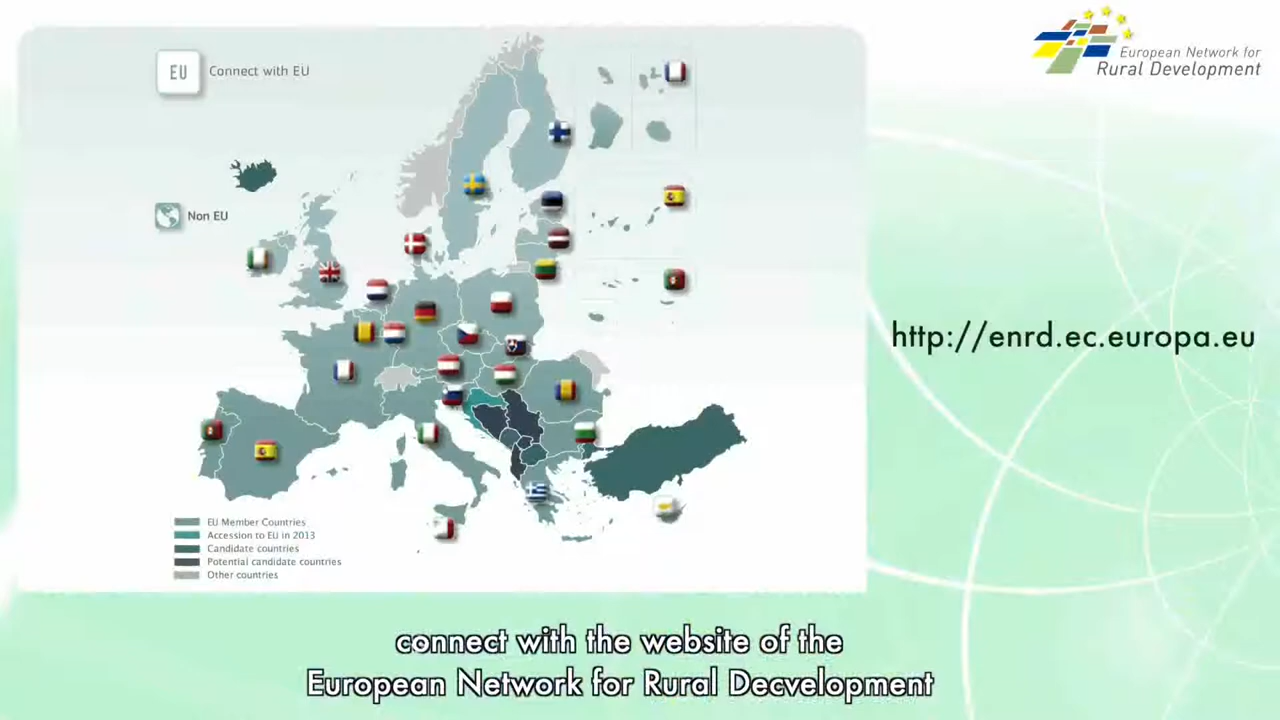 EU Connect with EU
Non EU
EU Member Countries
Accession to EU in 2013
Candidate countries
Potential candidate countries
Other countries
European Network for
Rural Development
http://enrd.ec.europa.eu
connect with the website of the
European Network for Rural Decvelopment